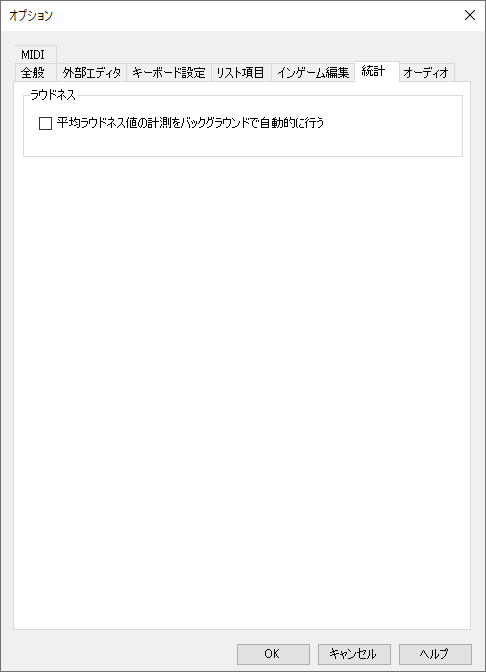 オプション
MIDI
全般 外部エディタ キーボード設定 リスト項目 インゲーム編集 統計 オーディオ
ラウドネス
平均ラウドネス値の計測をバックグラウンドで自動的に行う
OK キャンセル ヘルプ